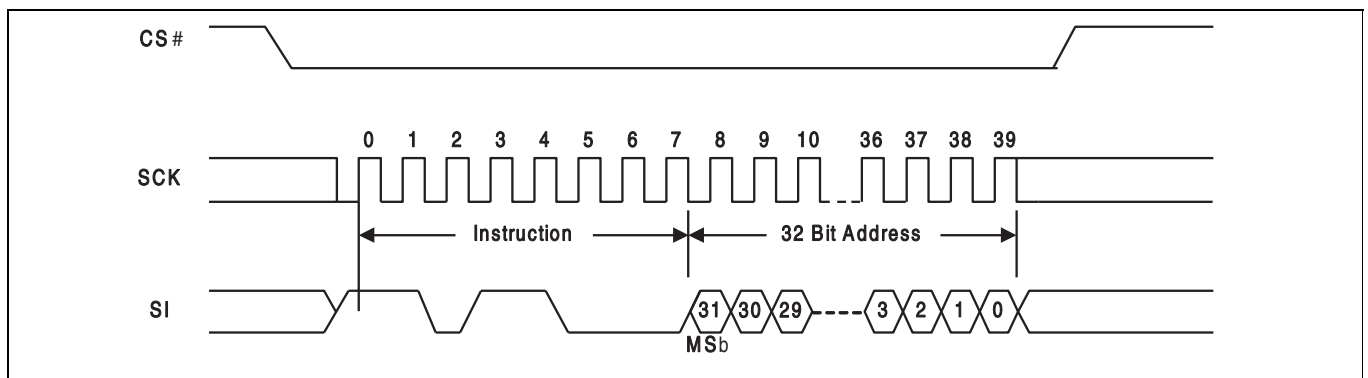 CS#
0 1 2 3 4 5 6 7 8 9 10 36 37 38 39
SCK
Instruction 32 Bit Address
SI 31 30 29 3 2 1 0
MSb